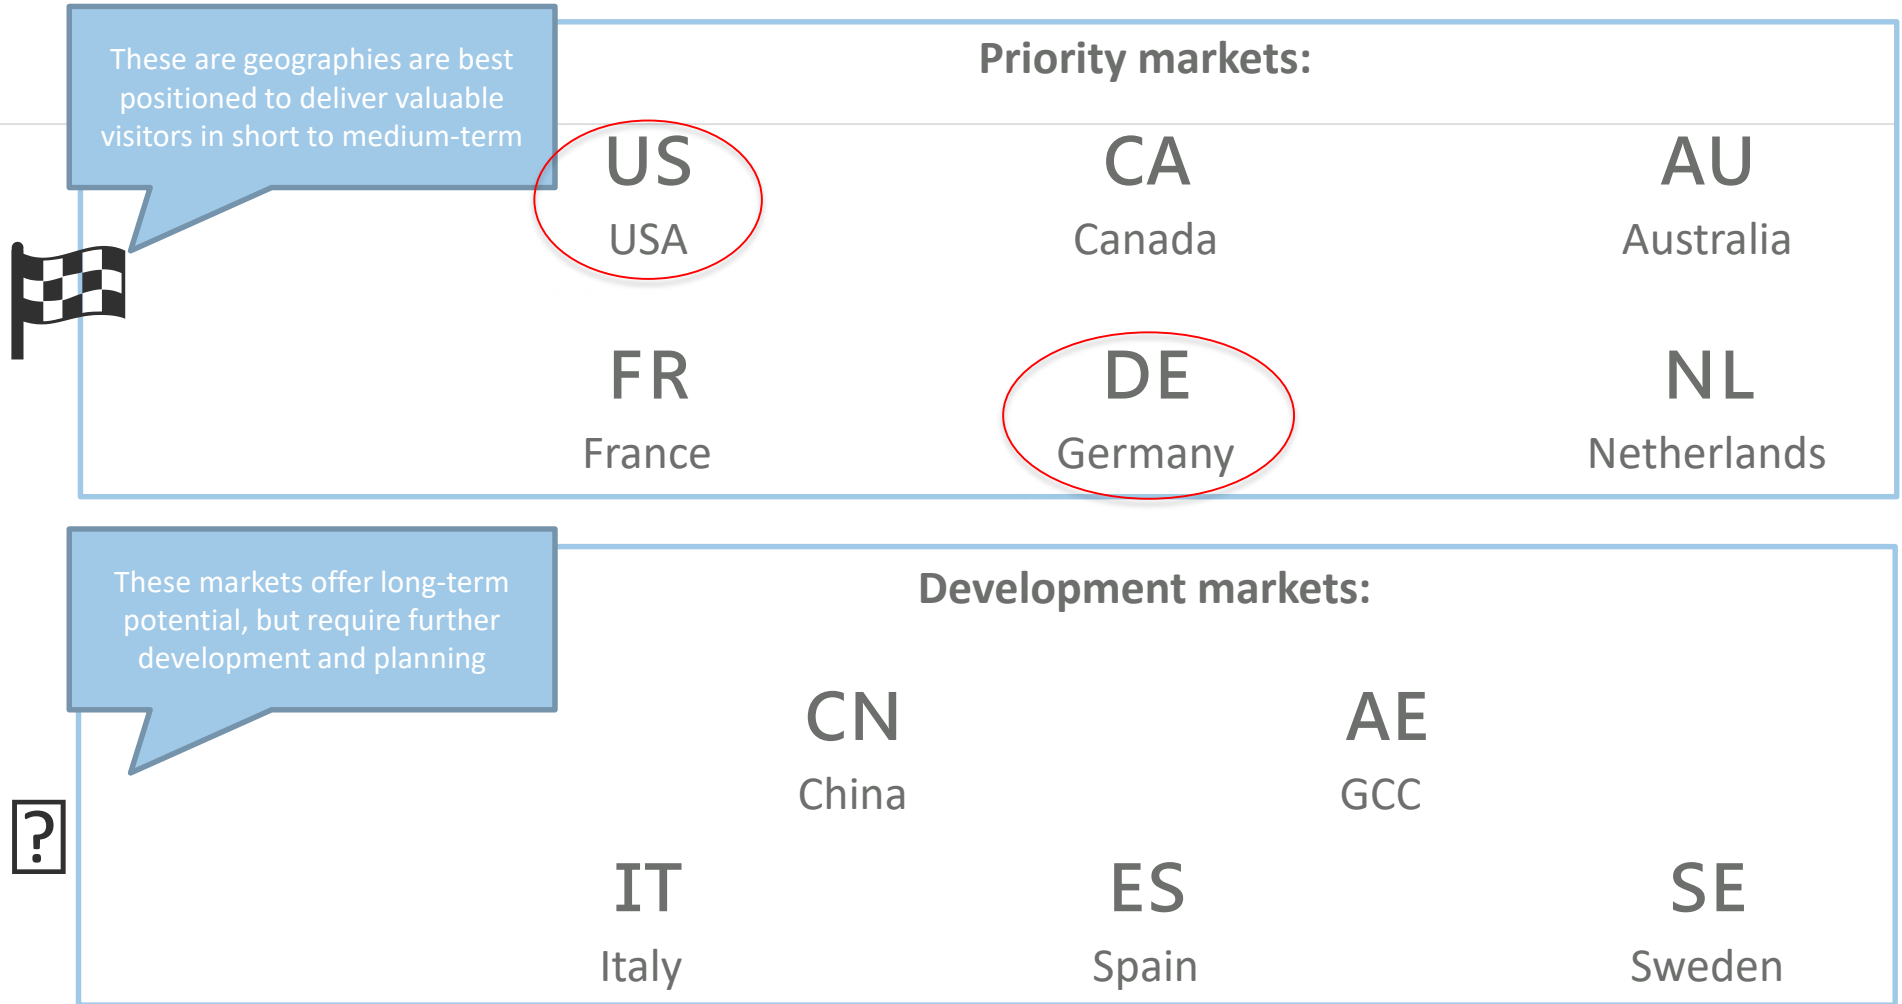 These are geographies are best
positioned to deliver valuable
visitors in short to medium-term
Priority markets:
US
CA
AU
USA
Canada
Australia
FR
DE
NL
France
Germany
Netherlands
These markets offer long-term
potential, but require further
development and planning
Development markets:
CN
AE
China
GCC
IT
ES
SE
Italy
Spain
Sweden